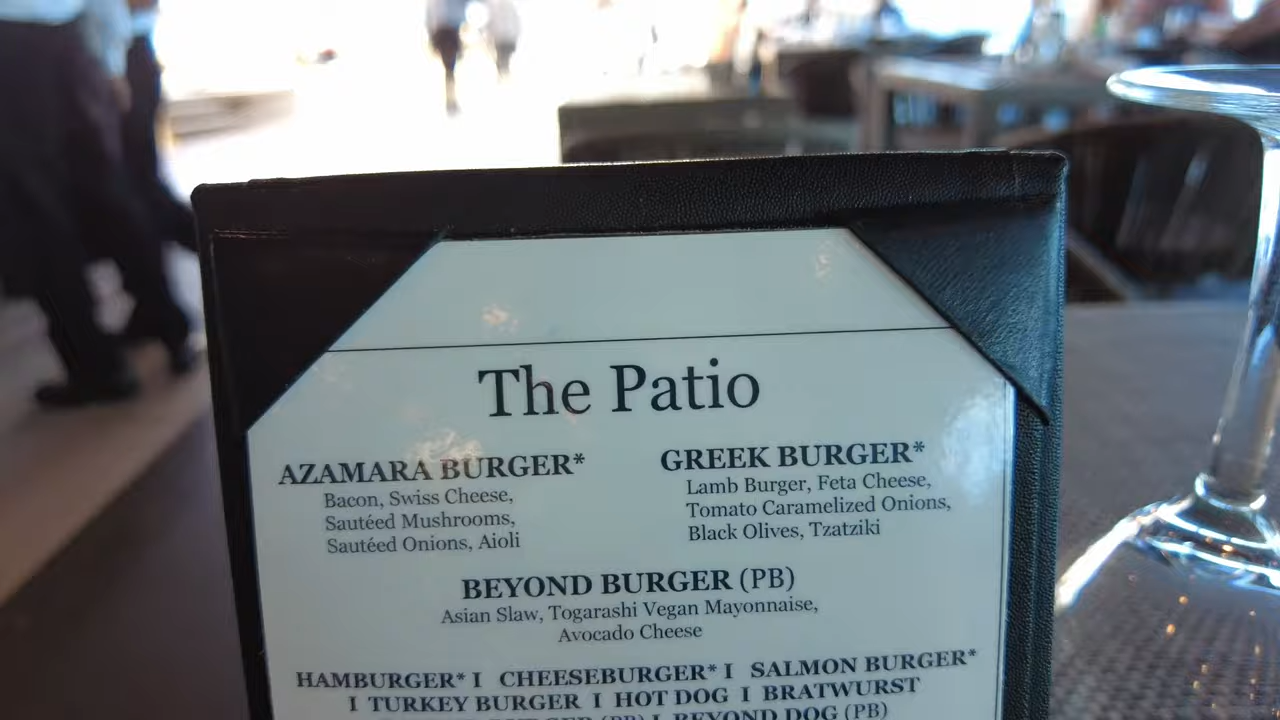 The Patio
AZAMARA BURGER*
Bacon, Swiss Cheese,
Sautéed Mushrooms,
Sautéed Onions, Aioli
GREEK BURGER*
Lamb Burger, Feta Cheese,
Tomato Caramelized Onions,
Black Olives, Tzatziki
BEYOND BURGER (PB)
Asian Slaw, Togarashi Vegan Mayonnaise,
Avocado Cheese
HAMBURGER* I CHEESEBURGER* I SALMON BURGER*
I TURKEY BURGER I HOT DOG I BRATWURST
BURGER (PB) I BEYOND DOG (PB)